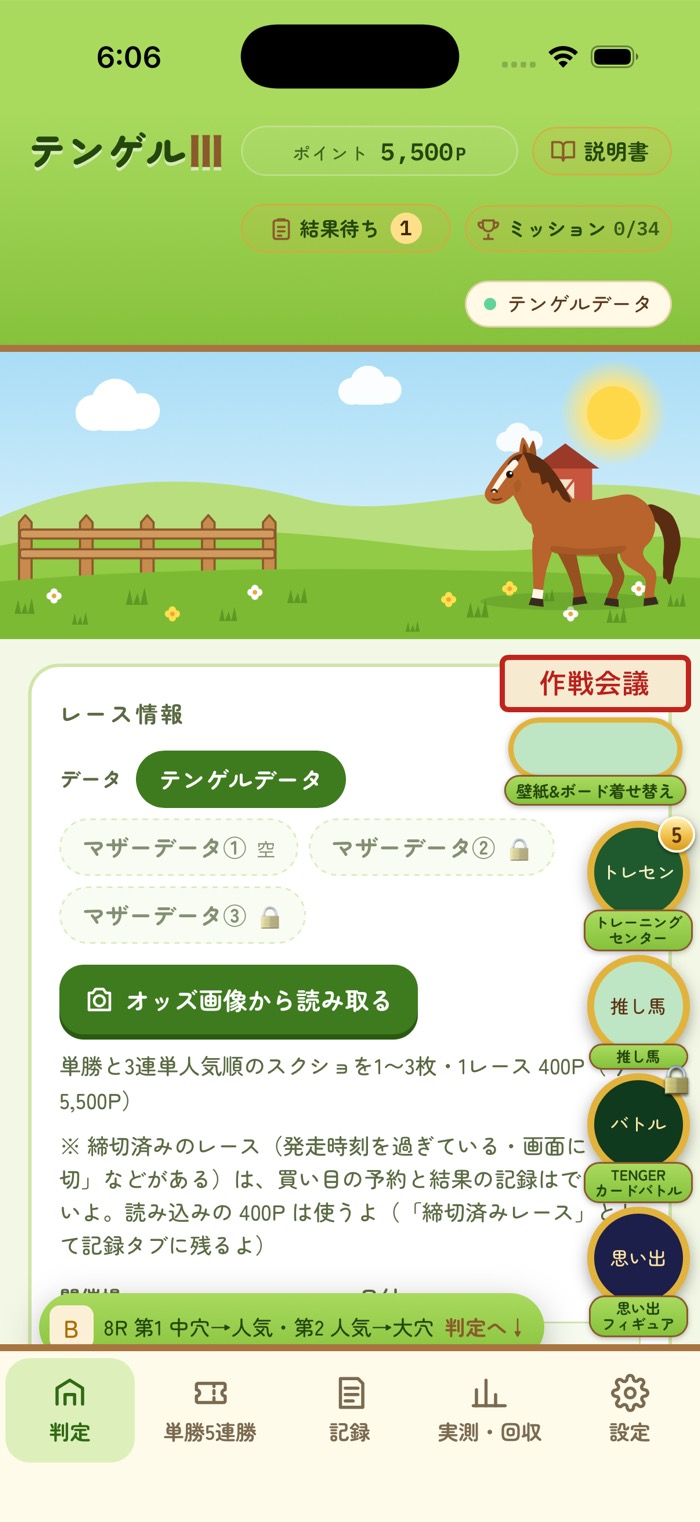 6:06
テンゲルIII
ポイント 5,500P
説明書
結果待ち 1
ミッション 0/34
テンゲルデータ
作戦会議
レース情報
壁紙&ボード着せ替え
データ テンゲルデータ
マザーデータ① 空
マザーデータ②
マザーデータ③
5
トレセン
トレーニング
センター
オッズ画像から読み取る
推し馬
推し馬
単勝と3連単人気順のスクショを1〜3枚・1レース 400P
5,500P）
バトル
TENGER
カードバトル
※ 締切済みのレース（発走時刻を過ぎている・画面に
切」などがある）は、買い目の予約と結果の記録はで
いよ。読み込みの 400P は使うよ（「締切済みレース」と
て記録タブに残るよ）
思い出
思い出
フィギュア
B 8R 第1 中穴→人気・第2 人気→大穴 判定へ↓
判定
単勝5連勝
記録
実測・回収
設定